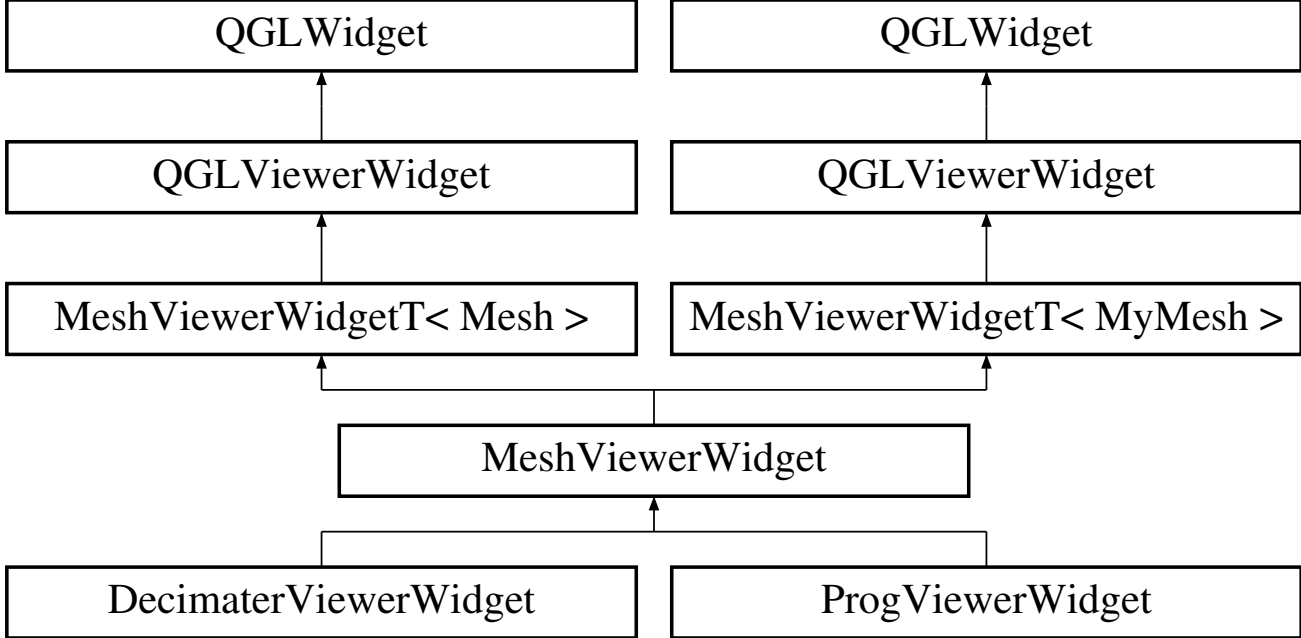 QGLWidget
QGLWidget
QGLViewerWidget
QGLViewerWidget
MeshViewerWidgetT< Mesh >
MeshViewerWidgetT< MyMesh >
MeshViewerWidget
DecimaterViewerWidget
ProgViewerWidget